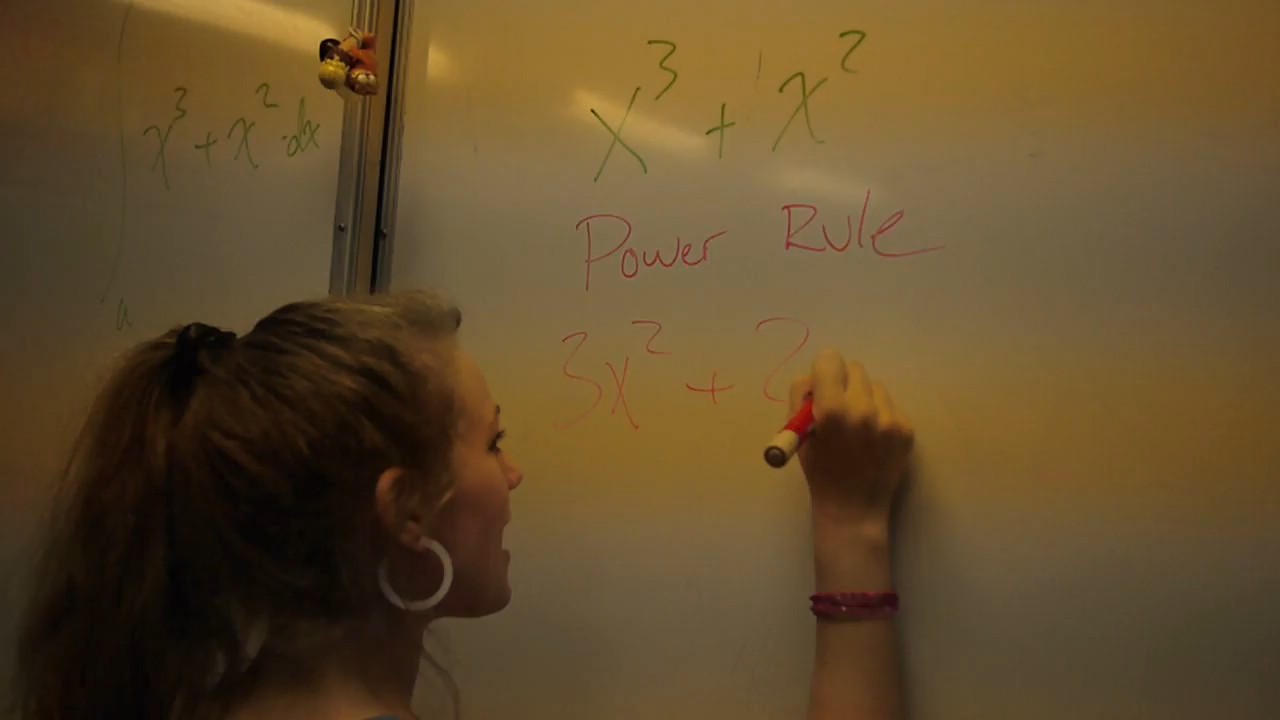 ∫ x³ + x² · dx
a
x³ + x²
Power Rule
3x² + 2